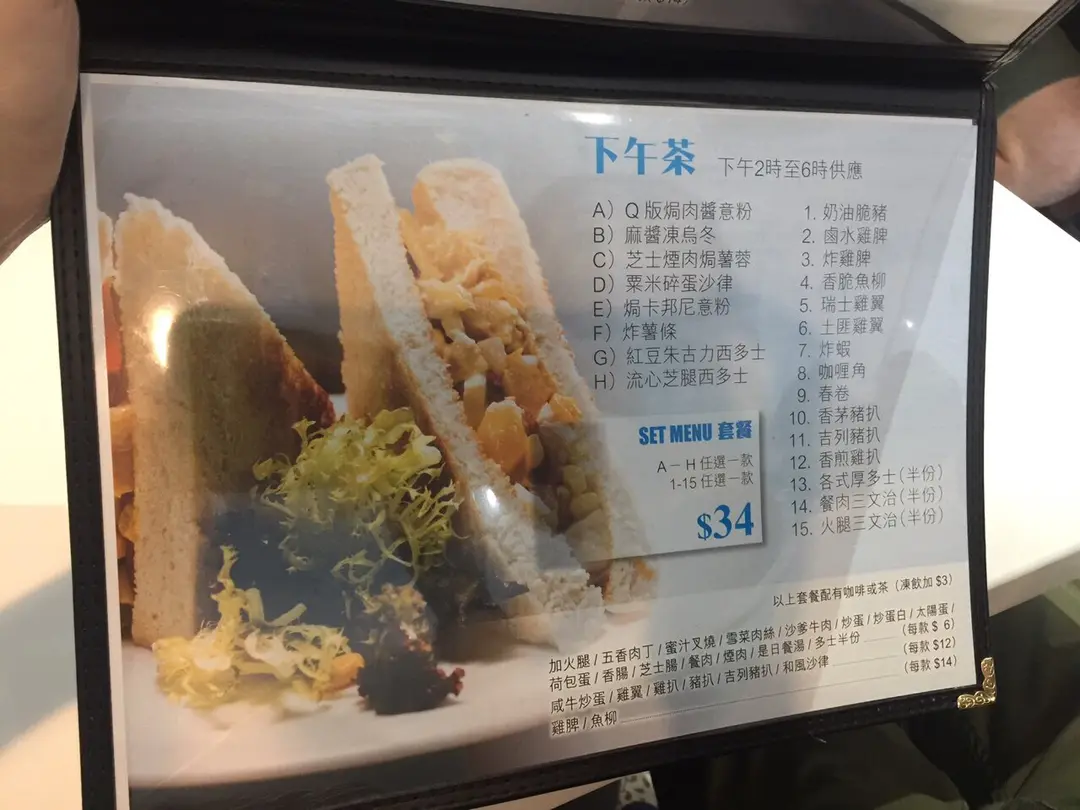 下午茶 下午2時至6時供應
A) Q版焗肉醬意粉
B) 麻醬凍烏冬
C) 芝士煙肉焗薯蓉
D) 粟米碎蛋沙律
E) 焗卡邦尼意粉
F) 炸薯條
G) 紅豆朱古力西多士
H) 流心芝腿西多士
1. 奶油脆豬
2. 鹵水雞脾
3. 炸雞脾
4. 香脆魚柳
5. 瑞士雞翼
6. 土匪雞翼
7. 炸蝦
8. 咖喱角
9. 春卷
10. 香茅豬扒
11. 吉列豬扒
12. 香煎雞扒
13. 各式厚多士(半份)
14. 餐肉三文治(半份)
15. 火腿三文治(半份)
SET MENU 套餐
A－H 任選一款
1-15 任選一款
$34
以上套餐配有咖啡或茶 (凍飲加 $3)
加火腿 / 五香肉丁 / 蜜汁叉燒 / 雪菜肉絲 / 沙爹牛肉 / 炒蛋 / 炒蛋白 / 太陽蛋 /
荷包蛋 / 香腸 / 芝士腸 / 餐肉 / 煙肉 / 是日餐湯 / 多士半份 (每款 $ 6)
咸牛炒蛋 / 雞翼 / 雞扒 / 豬扒 / 吉列豬扒 / 和風沙律 (每款 $12)
雞脾 / 魚柳 (每款 $14)